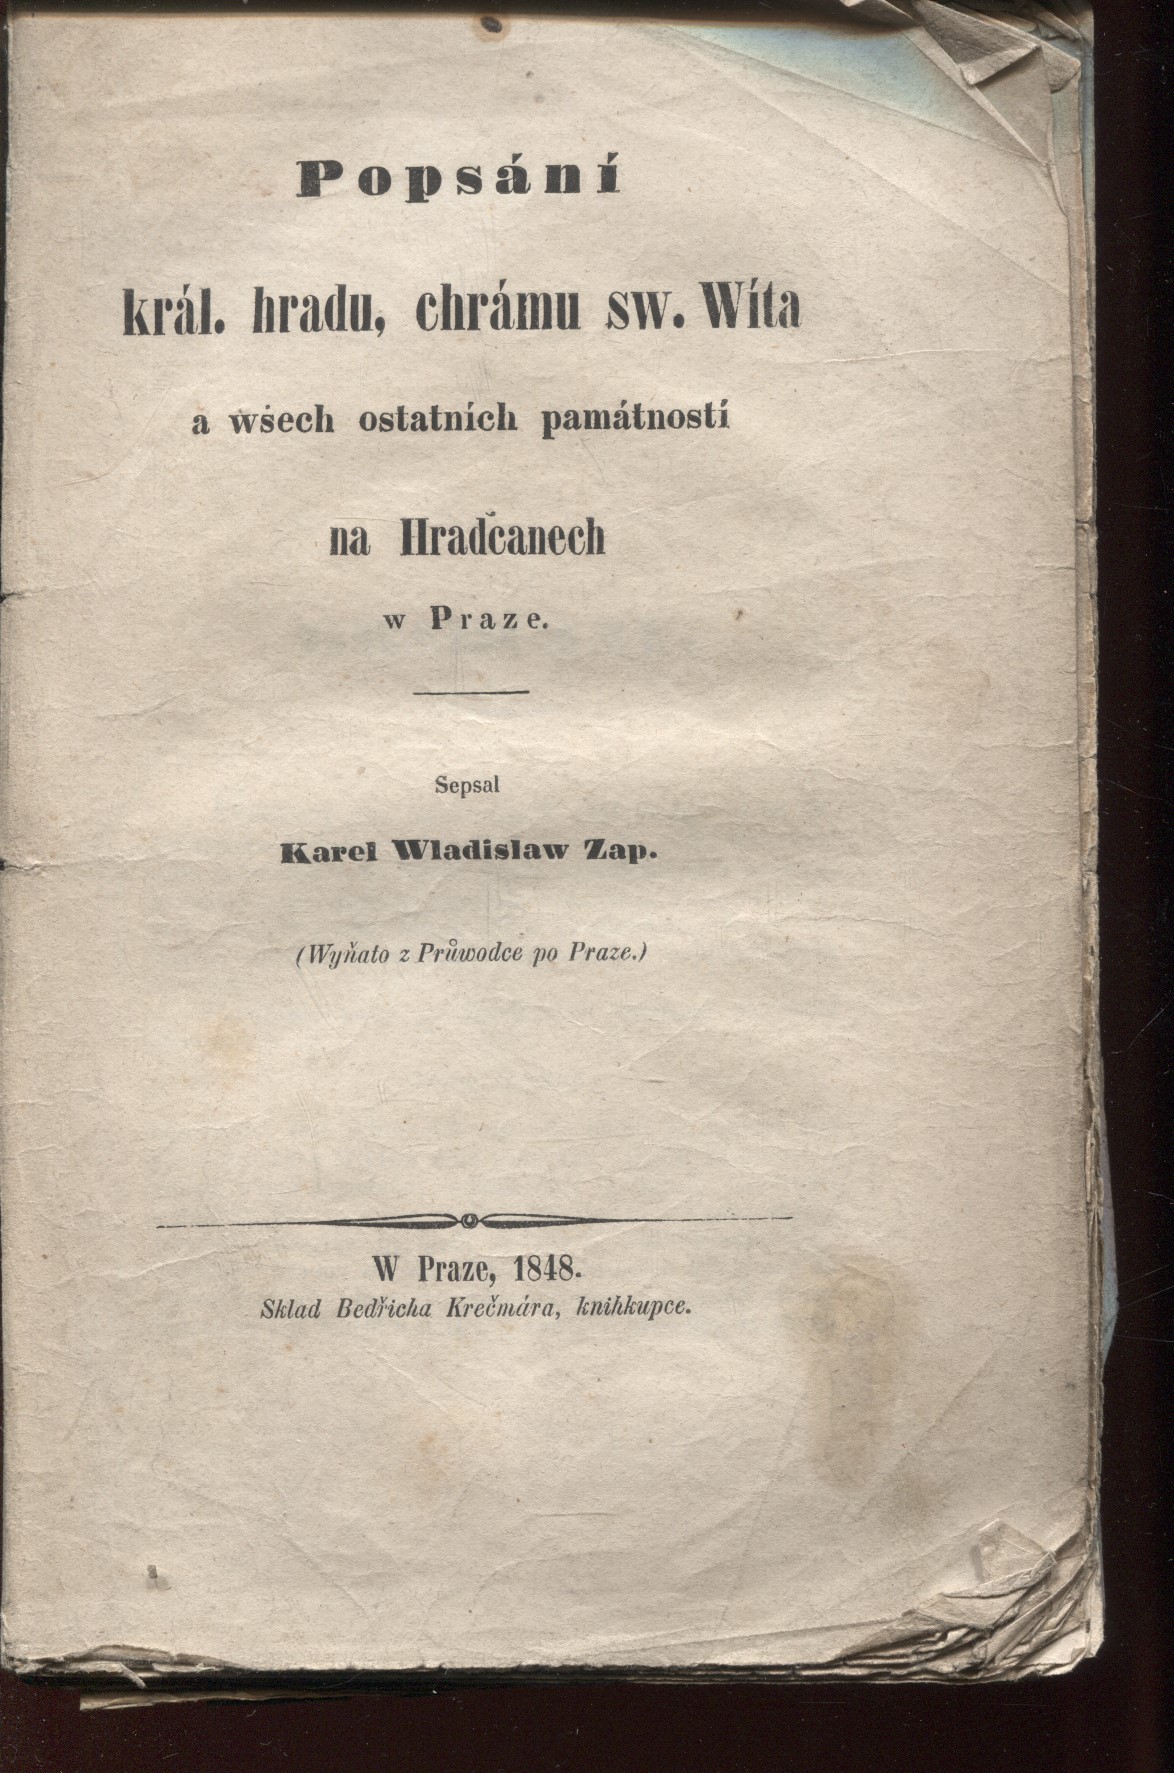 Popsání
král. hradu, chrámu sw. Wíta
a wšech ostatních památností
na Hradčanech
w Praze.
Sepsal
Karel Wladislaw Zap.
(Wyňato z Průwodce po Praze.)
W Praze, 1848.
Sklad Bedřicha Krečmára, knihkupce.